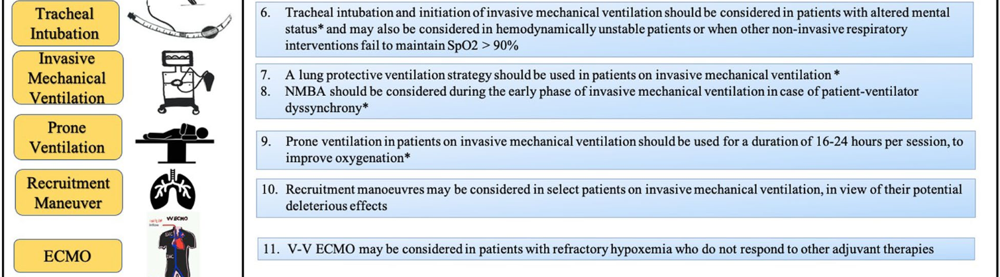 Tracheal
Intubation
6. Tracheal intubation and initiation of invasive mechanical ventilation should be considered in patients with altered mental
status* and may also be considered in hemodynamically unstable patients or when other non-invasive respiratory
interventions fail to maintain SpO2 > 90%
Invasive
Mechanical
Ventilation
7. A lung protective ventilation strategy should be used in patients on invasive mechanical ventilation *
8. NMBA should be considered during the early phase of invasive mechanical ventilation in case of patient-ventilator
dyssynchrony*
Prone
Ventilation
9. Prone ventilation in patients on invasive mechanical ventilation should be used for a duration of 16-24 hours per session, to
improve oxygenation*
Recruitment
Maneuver
10. Recruitment manoeuvres may be considered in select patients on invasive mechanical ventilation, in view of their potential
deleterious effects
ECMO
SVC
IVC
11. V-V ECMO may be considered in patients with refractory hypoxemia who do not respond to other adjuvant therapies